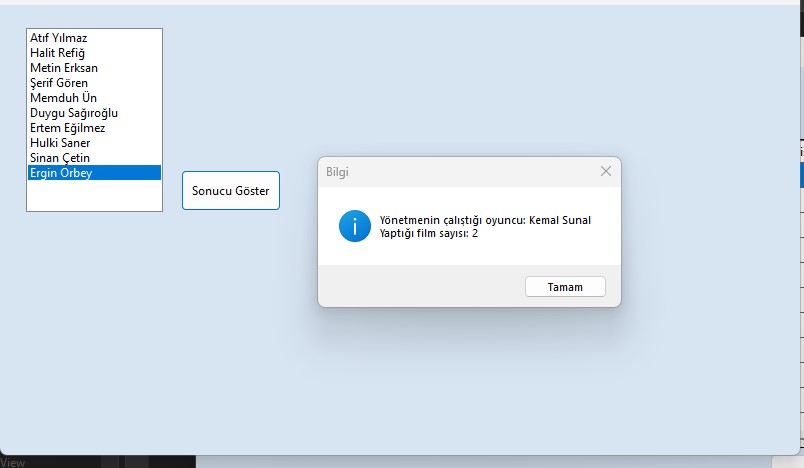 Atıf Yılmaz
Halit Refiğ
Metin Erksan
Şerif Gören
Memduh Ün
Duygu Sağıroğlu
Ertem Eğilmez
Hulki Saner
Sinan Çetin
Ergin Orbey
Sonucu Göster
Bilgi
Yönetmenin çalıştığı oyuncu: Kemal Sunal
Yaptığı film sayısı: 2
Tamam
View